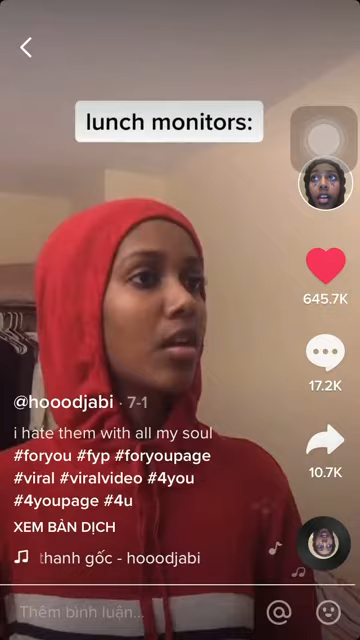 lunch monitors:
645.7K
17.2K
10.7K
@hooodjabi · 7-1
i hate them with all my soul
#foryou #fyp #foryoupage
#viral #viralvideo #4you
#4youpage #4u
XEM BẢN DỊCH
thanh gốc - hooodjabi
Thêm bình luận...